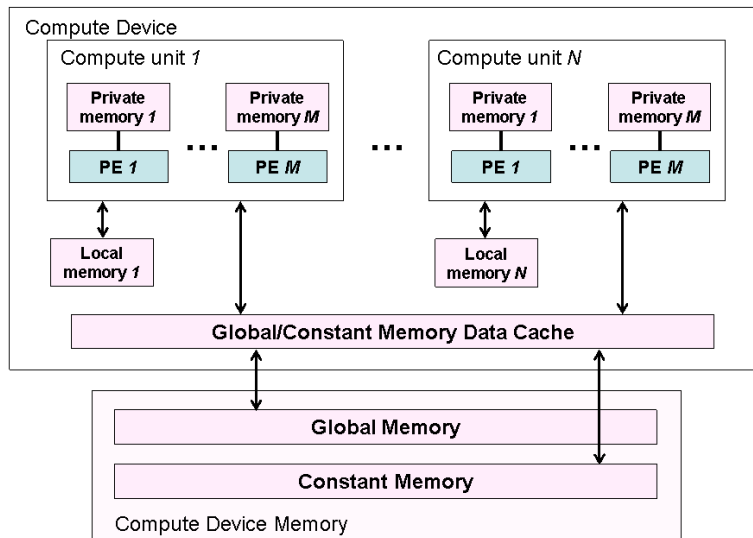 Compute Device
Compute unit 1
Compute unit N
Private
memory 1
Private
memory M
Private
memory 1
Private
memory M
PE 1
PE M
PE 1
PE M
Local
memory 1
Local
memory N
Global/Constant Memory Data Cache
Global Memory
Constant Memory
Compute Device Memory